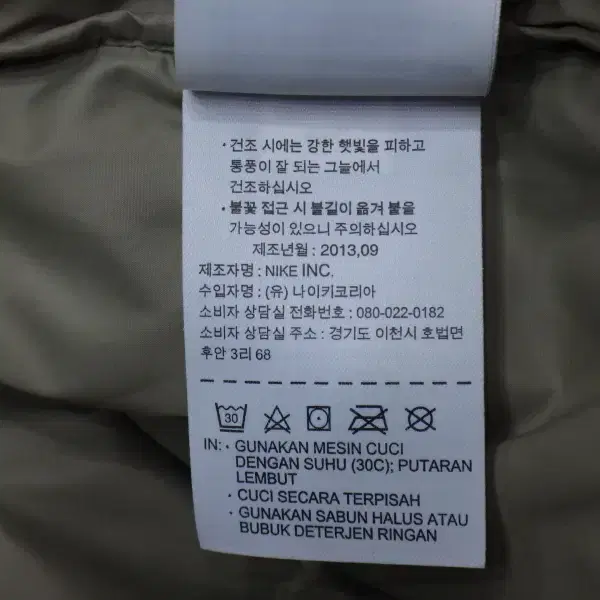 · 건조 시에는 강한 햇빛을 피하고
통풍이 잘 되는 그늘에서
건조하십시오
· 불꽃 접근 시 불길이 옮겨 붙을
가능성이 있으니 주의하십시오
제조년월 : 2013,09
제조자명 : NIKE INC.
수입자명 : (유) 나이키코리아
소비자 상담실 전화번호 : 080-022-0182
소비자 상담실 주소 : 경기도 이천시 호법면
후안 3리 68
30
IN: · GUNAKAN MESIN CUCI
DENGAN SUHU (30C); PUTARAN
LEMBUT
· CUCI SECARA TERPISAH
· GUNAKAN SABUN HALUS ATAU
BUBUK DETERJEN RINGAN